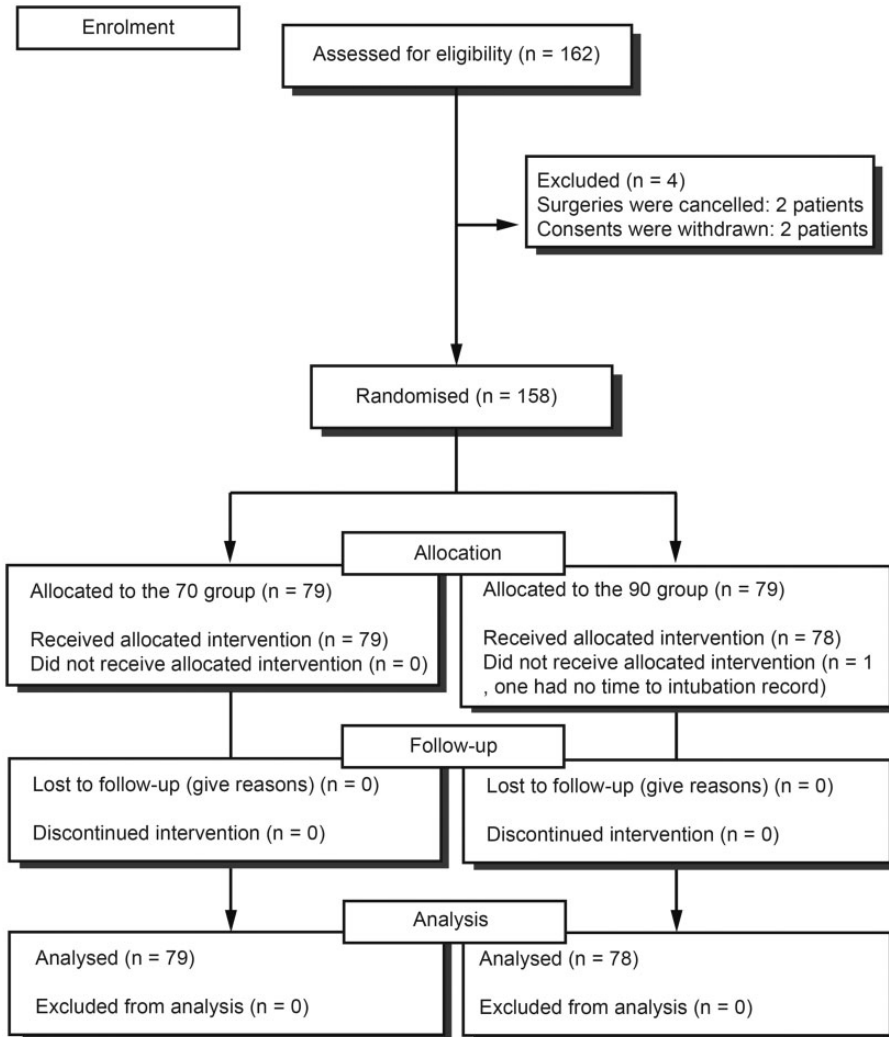 Enrolment
Assessed for eligibility (n = 162)
Excluded (n = 4)
Surgeries were cancelled: 2 patients
Consents were withdrawn: 2 patients
Randomised (n = 158)
Allocation
Allocated to the 70 group (n = 79)
Received allocated intervention (n = 79)
Did not receive allocated intervention (n = 0)
Allocated to the 90 group (n = 79)
Received allocated intervention (n = 78)
Did not receive allocated intervention (n = 1
, one had no time to intubation record)
Follow-up
Lost to follow-up (give reasons) (n = 0)
Discontinued intervention (n = 0)
Lost to follow-up (give reasons) (n = 0)
Discontinued intervention (n = 0)
Analysis
Analysed (n = 79)
Excluded from analysis (n = 0)
Analysed (n = 78)
Excluded from analysis (n = 0)